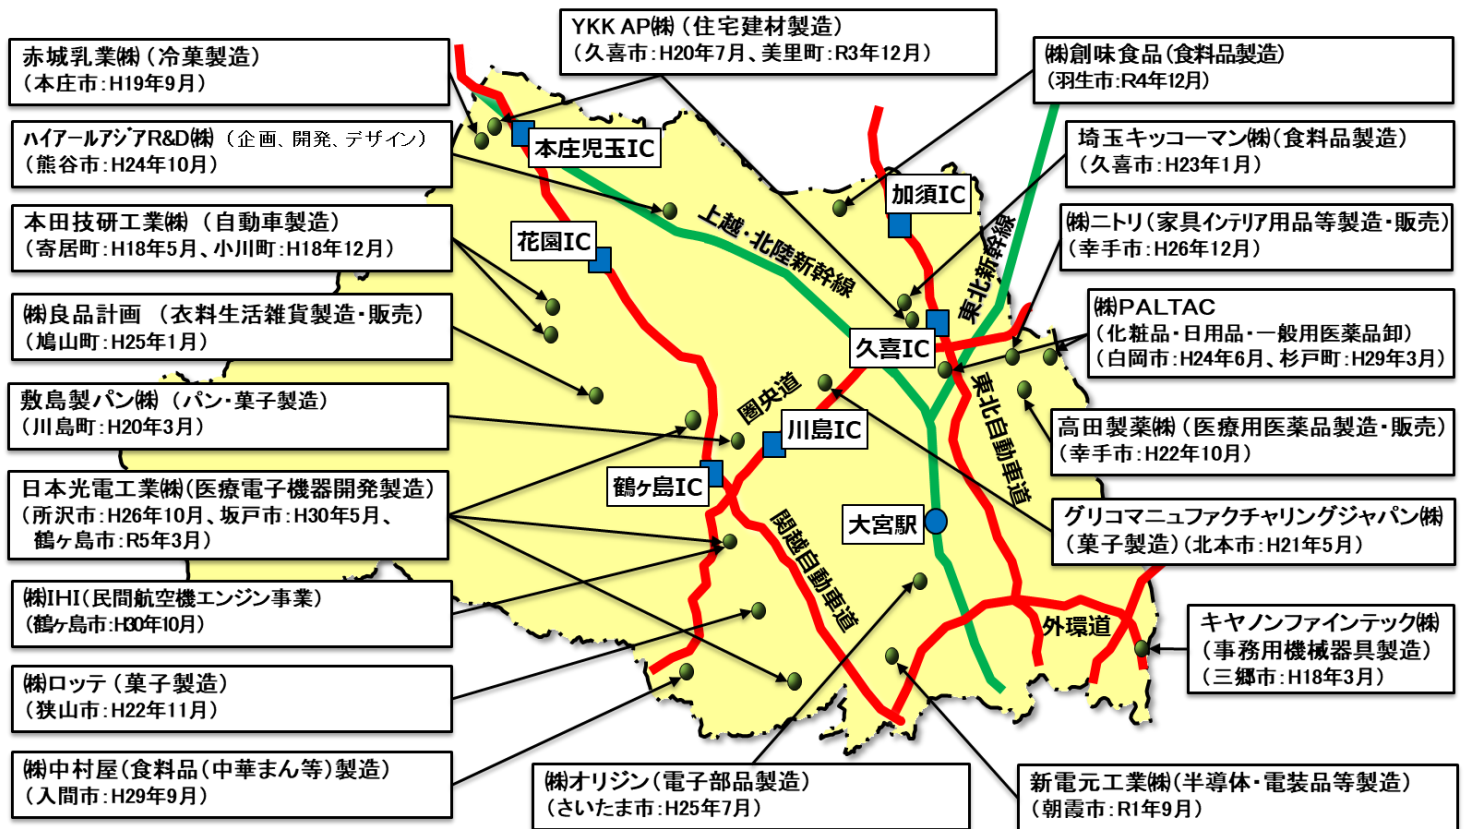 YKK AP㈱（住宅建材製造）
（久喜市：H20年7月、美里町：R3年12月）
赤城乳業㈱（冷菓製造）
（本庄市：H19年9月）
㈱創味食品（食料品製造）
（羽生市：R4年12月）
ﾊｲｱｰﾙｱｼﾞｱR&D㈱（企画、開発、デザイン）
（熊谷市：H24年10月）
埼玉キッコーマン㈱（食料品製造）
（久喜市：H23年1月）
本田技研工業㈱（自動車製造）
（寄居町：H18年5月、小川町：H18年12月）
㈱ニトリ（家具ｲﾝﾃﾘｱ用品等製造・販売）
（幸手市：H26年12月）
㈱良品計画（衣料生活雑貨製造・販売）
（鳩山町：H25年1月）
㈱PALTAC
（化粧品・日用品・一般用医薬品卸）
（白岡市：H24年6月、杉戸町：H29年3月）
敷島製パン㈱（パン・菓子製造）
（川島町：H20年3月）
高田製薬㈱（医療用医薬品製造・販売）
（幸手市：H22年10月）
日本光電工業㈱（医療電子機器開発製造）
（所沢市：H26年10月、坂戸市：H30年5月、
鶴ヶ島市：R5年3月）
グリコマニュファクチャリングジャパン㈱
（菓子製造）（北本市：H21年5月）
㈱IHI（民間航空機エンジン事業）
（鶴ヶ島市：H30年10月）
キヤノンファインテック㈱
（事務用機械器具製造）
（三郷市：H18年3月）
㈱ロッテ（菓子製造）
（狭山市：H22年11月）
㈱中村屋（食料品（中華まん等）製造）
（入間市：H29年9月）
㈱オリジン（電子部品製造）
（さいたま市：H25年7月）
新電元工業㈱（半導体・電装品等製造）
（朝霞市：R1年9月）
本庄児玉IC
花園IC
加須IC
久喜IC
川島IC
鶴ヶ島IC
大宮駅
上越・北陸新幹線
東北新幹線
圏央道
東北自動車道
関越自動車道
外環道